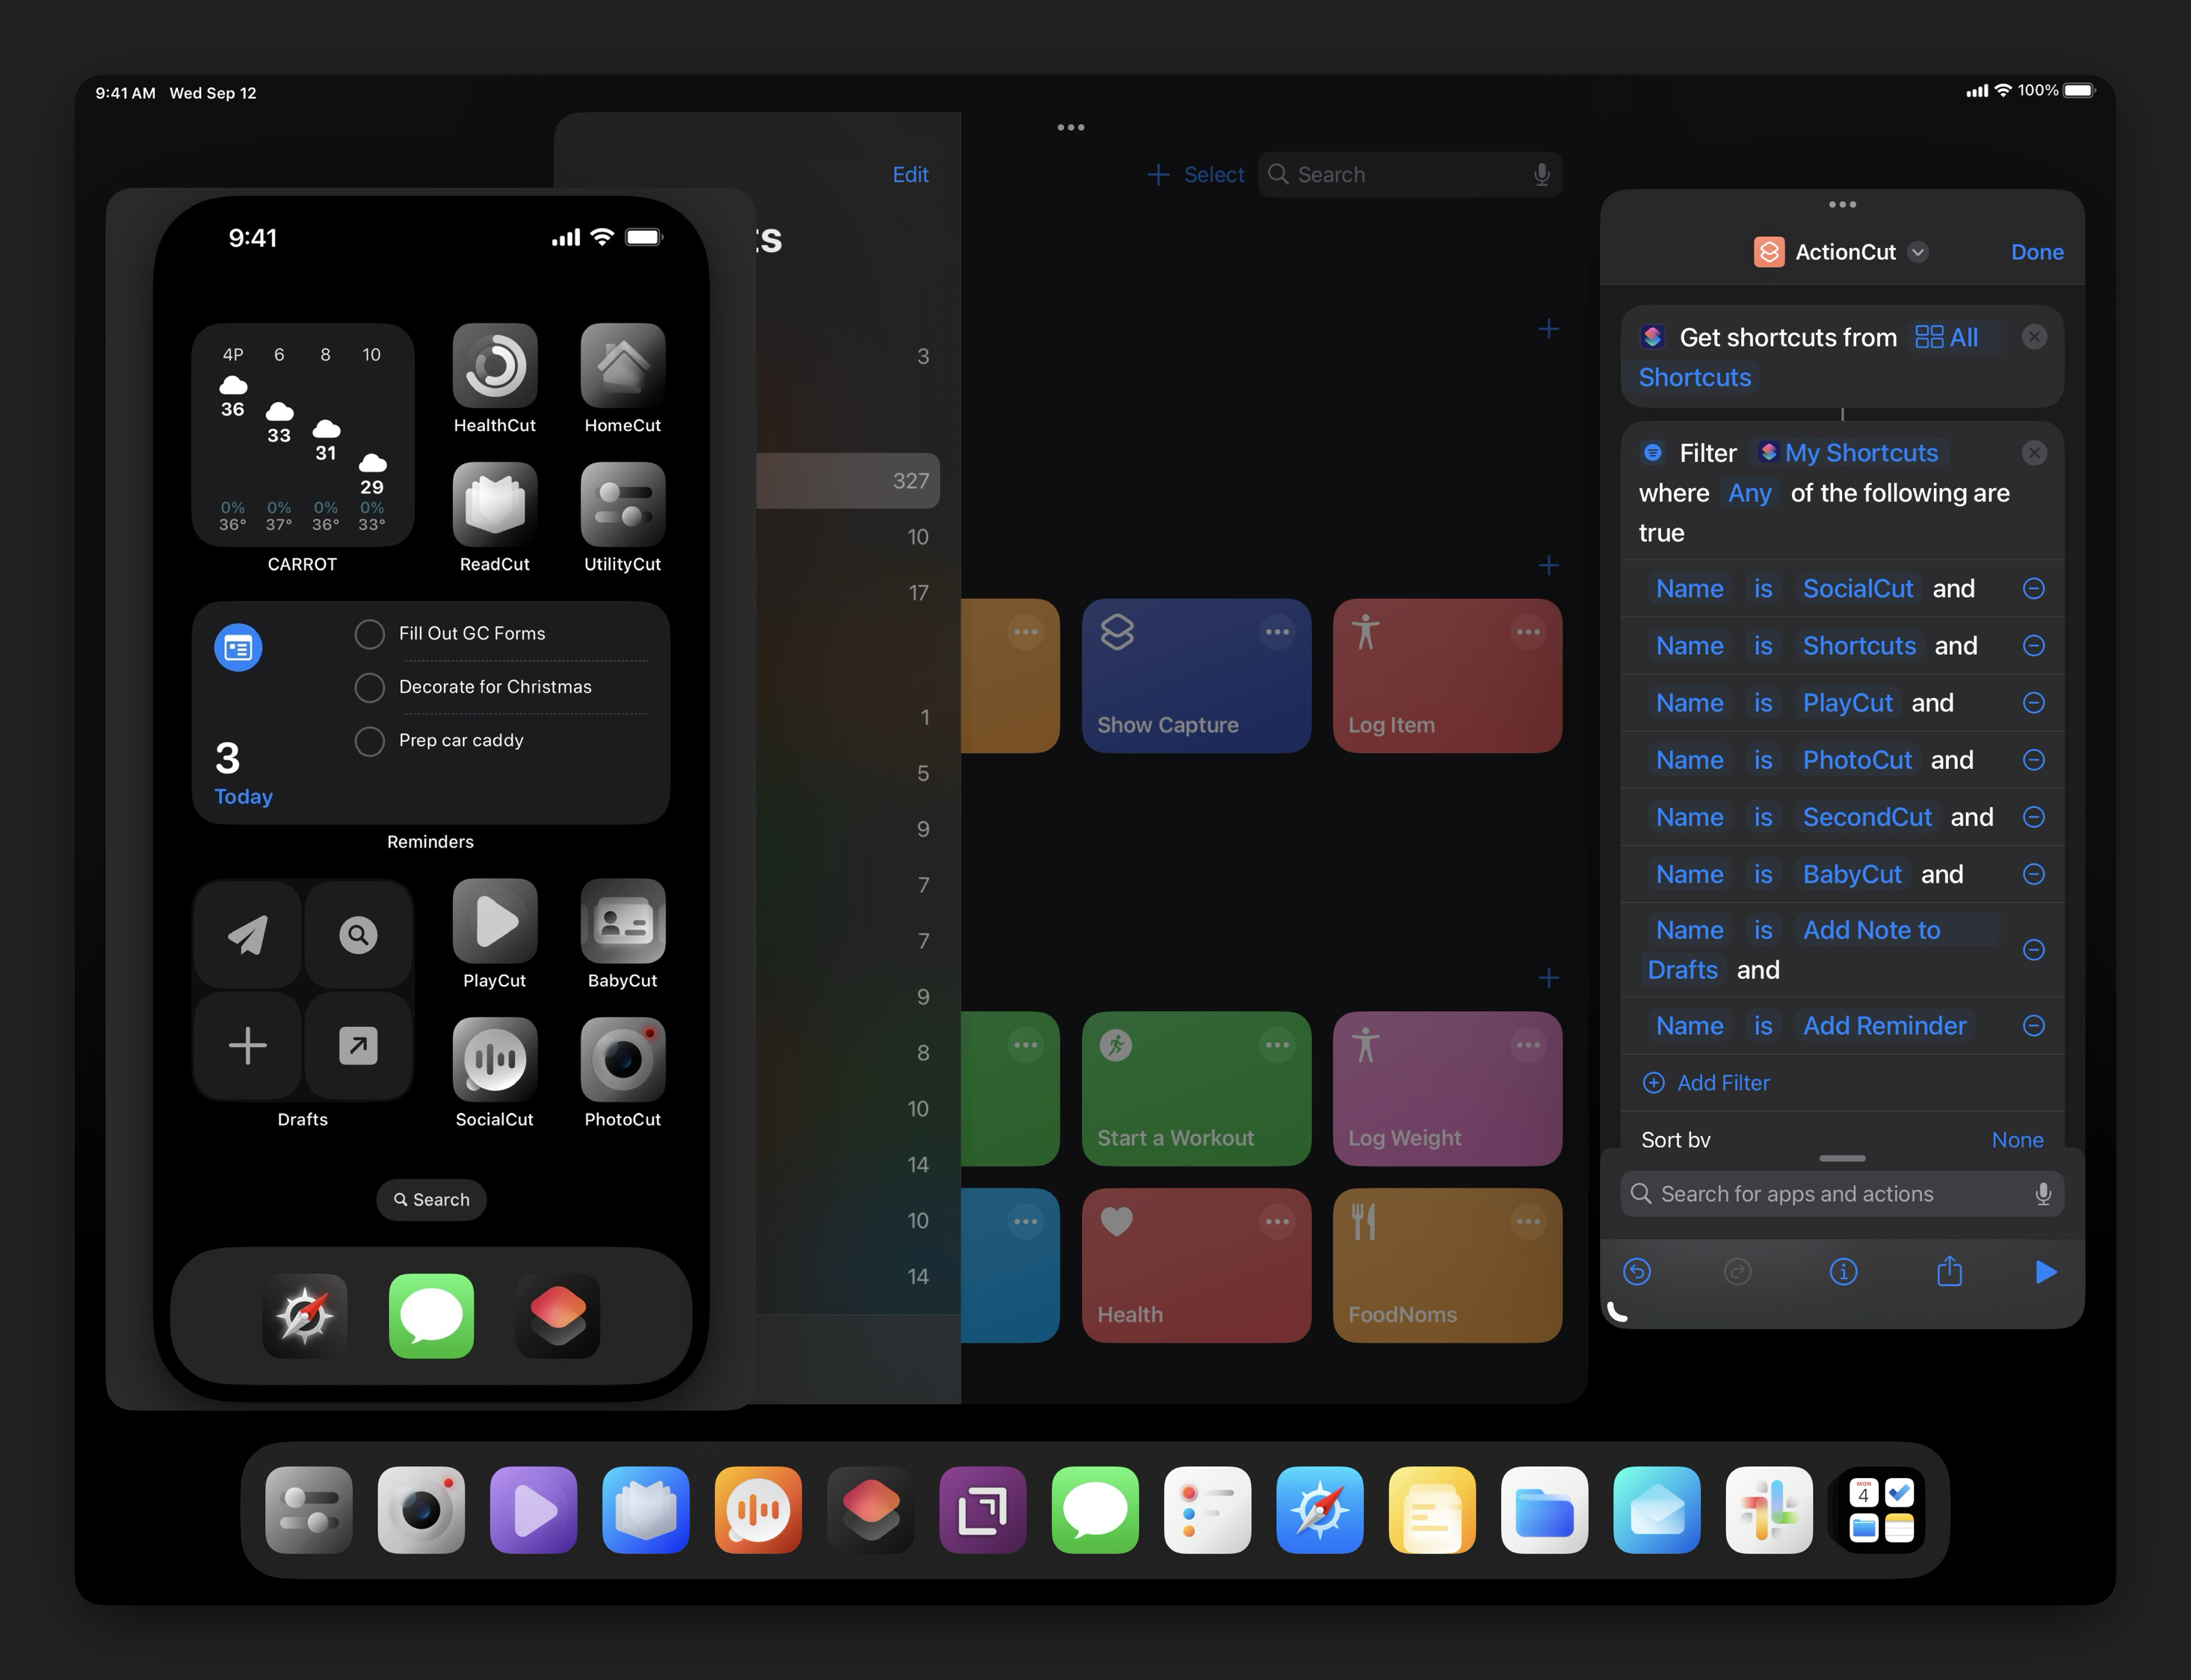 9:41 AM Wed Sep 12
100%
9:41
4P 6 8 10
36
33
31
29
0% 0% 0% 0%
36° 37° 36° 33°
CARROT
HealthCut
HomeCut
ReadCut
UtilityCut
Fill Out GC Forms
Decorate for Christmas
Prep car caddy
3
Today
Reminders
Drafts
PlayCut
BabyCut
SocialCut
PhotoCut
Search
Edit
ts
3
327
10
17
1
5
9
7
7
9
8
10
14
10
14
Select
Search
Show Capture
Log Item
Start a Workout
Log Weight
Health
FoodNoms
ActionCut
Done
Get shortcuts from All
Shortcuts
Filter My Shortcuts
where Any of the following are
true
Name is SocialCut and
Name is Shortcuts and
Name is PlayCut and
Name is PhotoCut and
Name is SecondCut and
Name is BabyCut and
Name is Add Note to
Drafts and
Name is Add Reminder
Add Filter
Sort by None
Search for apps and actions
MON
4